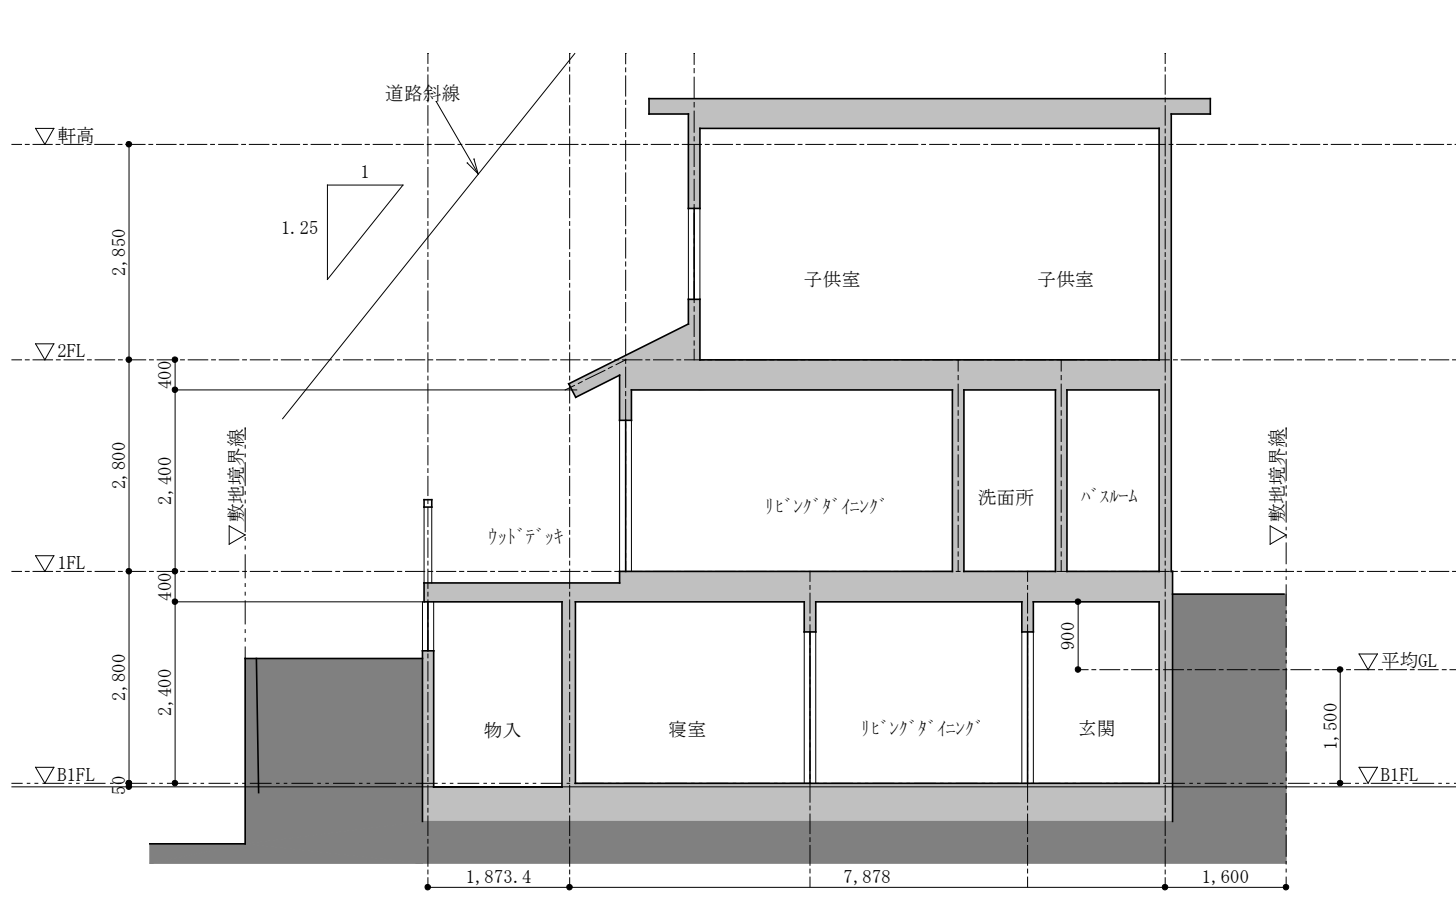 道路斜線
▽軒高
1
1.25
2,850
子供室
子供室
▽2FL
400
▽敷地境界線
▽敷地境界線
2,800
2,400
ﾘﾋﾞﾝｸﾞﾀﾞｲﾆﾝｸﾞ
洗面所
ﾊﾞｽﾙｰﾑ
ｳｯﾄﾞﾃﾞｯｷ
▽1FL
400
900
▽平均GL
2,800
2,400
物入
寝室
ﾘﾋﾞﾝｸﾞﾀﾞｲﾆﾝｸﾞ
玄関
1,500
▽B1FL
▽B1FL
50
1,873.4
7,878
1,600